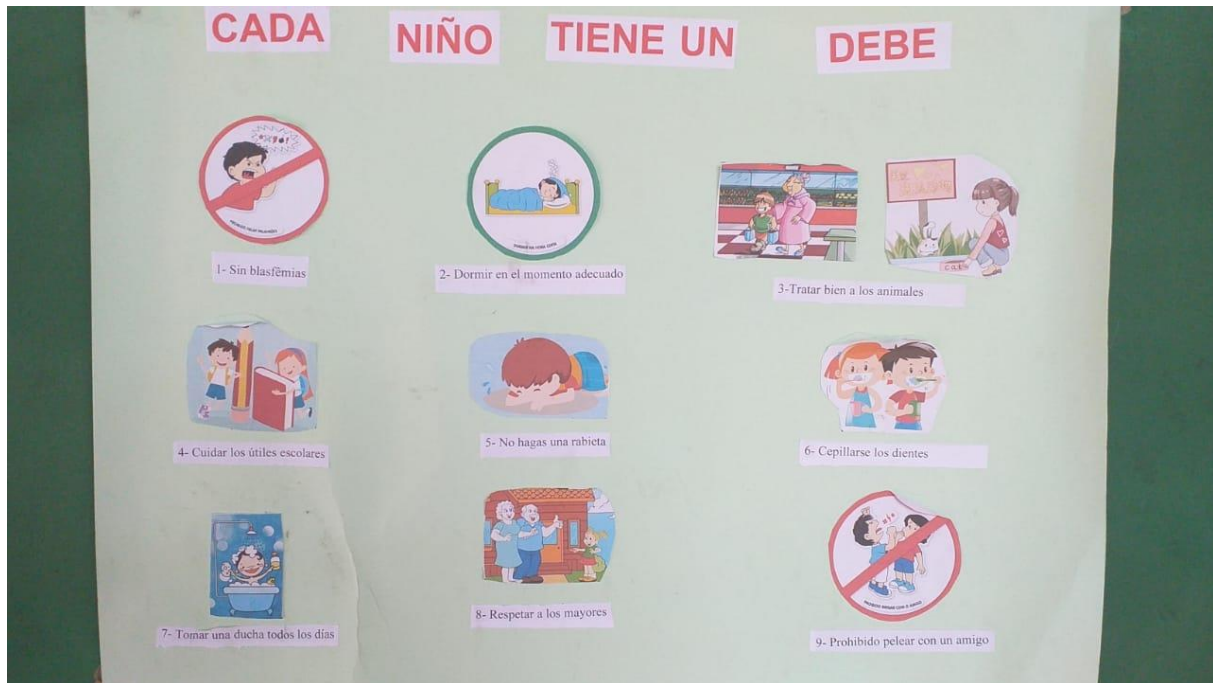 CADA NIÑO TIENE UN DEBE
1- Sin blasfêmias
2- Dormir en el momento adecuado
3-Tratar bien a los animales
4- Cuidar los útiles escolares
5- No hagas una rabieta
6- Cepillarse los dientes
7- Tomar una ducha todos los días
8- Respetar a los mayores
9- Prohibido pelear con un amigo